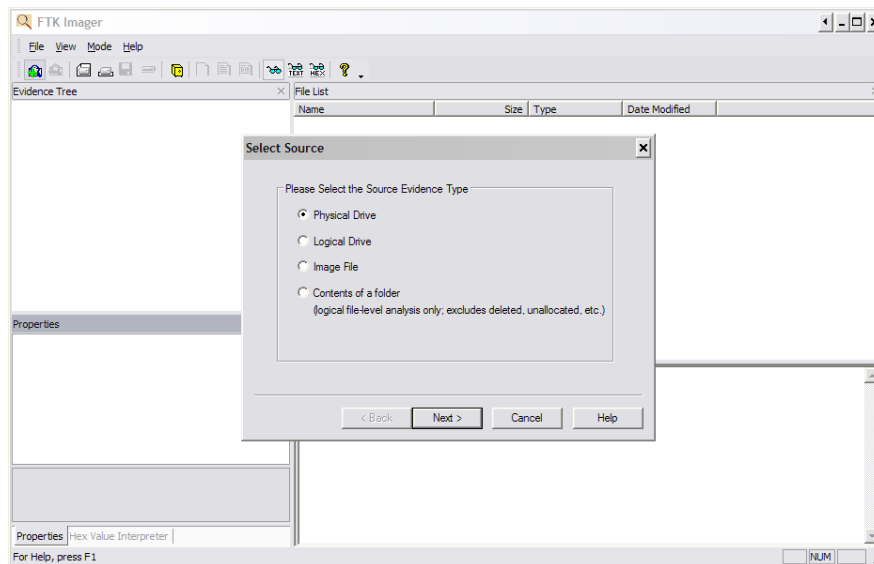 FTK Imager
File View Mode Help
TEXT HEX
Evidence Tree
File List
Name Size Type Date Modified
Select Source
Please Select the Source Evidence Type
Physical Drive
Logical Drive
Image File
Contents of a folder
(logical file-level analysis only; excludes deleted, unallocated, etc.)
Properties
< Back Next > Cancel Help
Properties Hex Value Interpreter
For Help, press F1
NUM